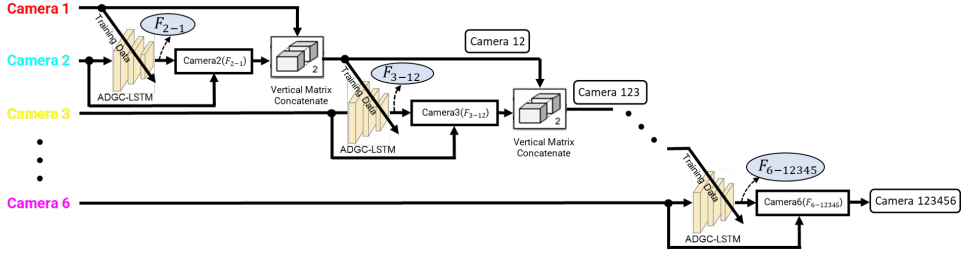 Camera 1
Training Data
F2−1
Camera 2
Camera2(F2−1)
2
ADGC-LSTM
Vertical Matrix
Concatenate
Camera 12
Training Data
F3−12
Camera 3
Camera3(F3−12)
2
Camera 123
ADGC-LSTM
Vertical Matrix
Concatenate
Training Data
F6−12345
Camera 6
Camera6(F6−12345)
Camera 123456
ADGC-LSTM